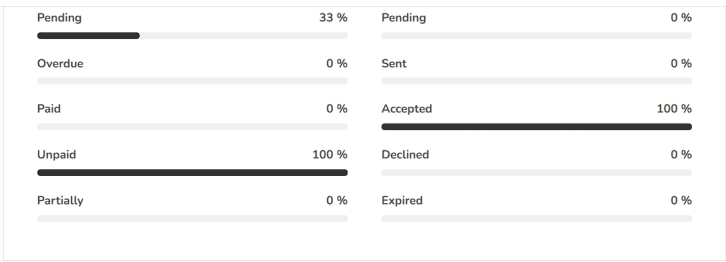 Pending 33 %
Overdue 0 %
Paid 0 %
Unpaid 100 %
Partially 0 %
Pending 0 %
Sent 0 %
Accepted 100 %
Declined 0 %
Expired 0 %